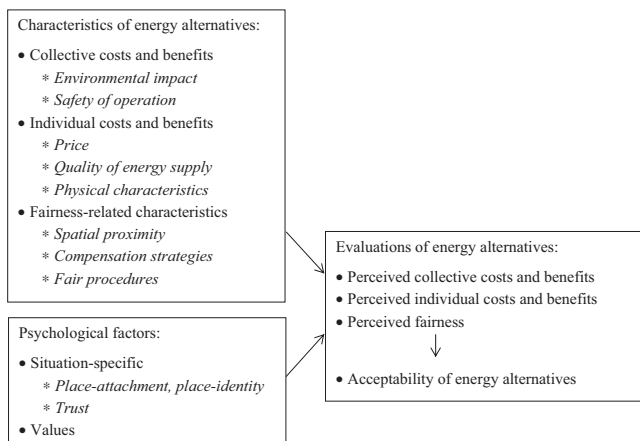 Characteristics of energy alternatives:
• Collective costs and benefits
* Environmental impact
* Safety of operation
• Individual costs and benefits
* Price
* Quality of energy supply
* Physical characteristics
• Fairness-related characteristics
* Spatial proximity
* Compensation strategies
* Fair procedures
Psychological factors:
• Situation-specific
* Place-attachment, place-identity
* Trust
• Values
Evaluations of energy alternatives:
• Perceived collective costs and benefits
• Perceived individual costs and benefits
• Perceived fairness
• Acceptability of energy alternatives